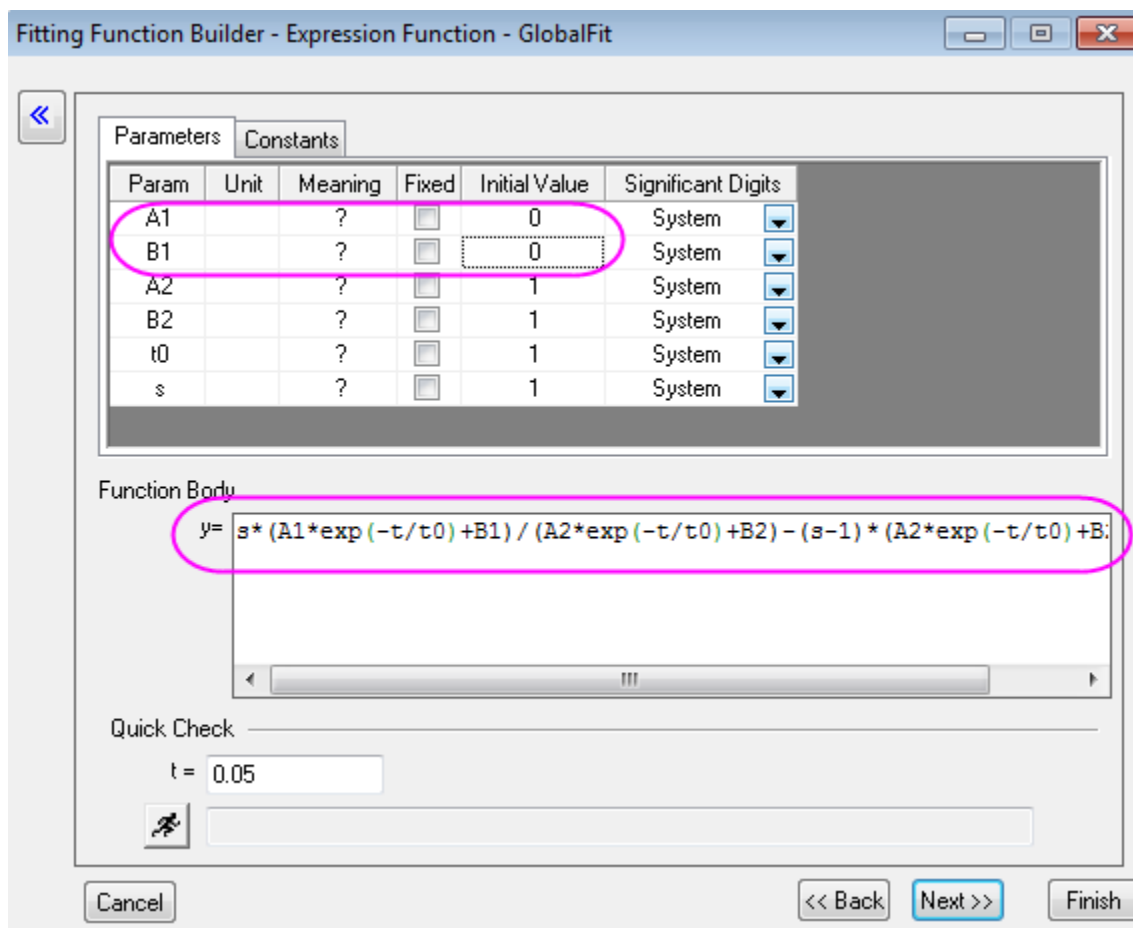 Fitting Function Builder - Expression Function - GlobalFit
Parameters Constants
Param Unit Meaning Fixed Initial Value Significant Digits
A1 ? 0 System
B1 ? 0 System
A2 ? 1 System
B2 ? 1 System
t0 ? 1 System
s ? 1 System
Function Body
y= s*(A1*exp(-t/t0)+B1)/(A2*exp(-t/t0)+B2)-(s-1)*(A2*exp(-t/t0)+B
Quick Check
t = 0.05
Cancel << Back Next >> Finish